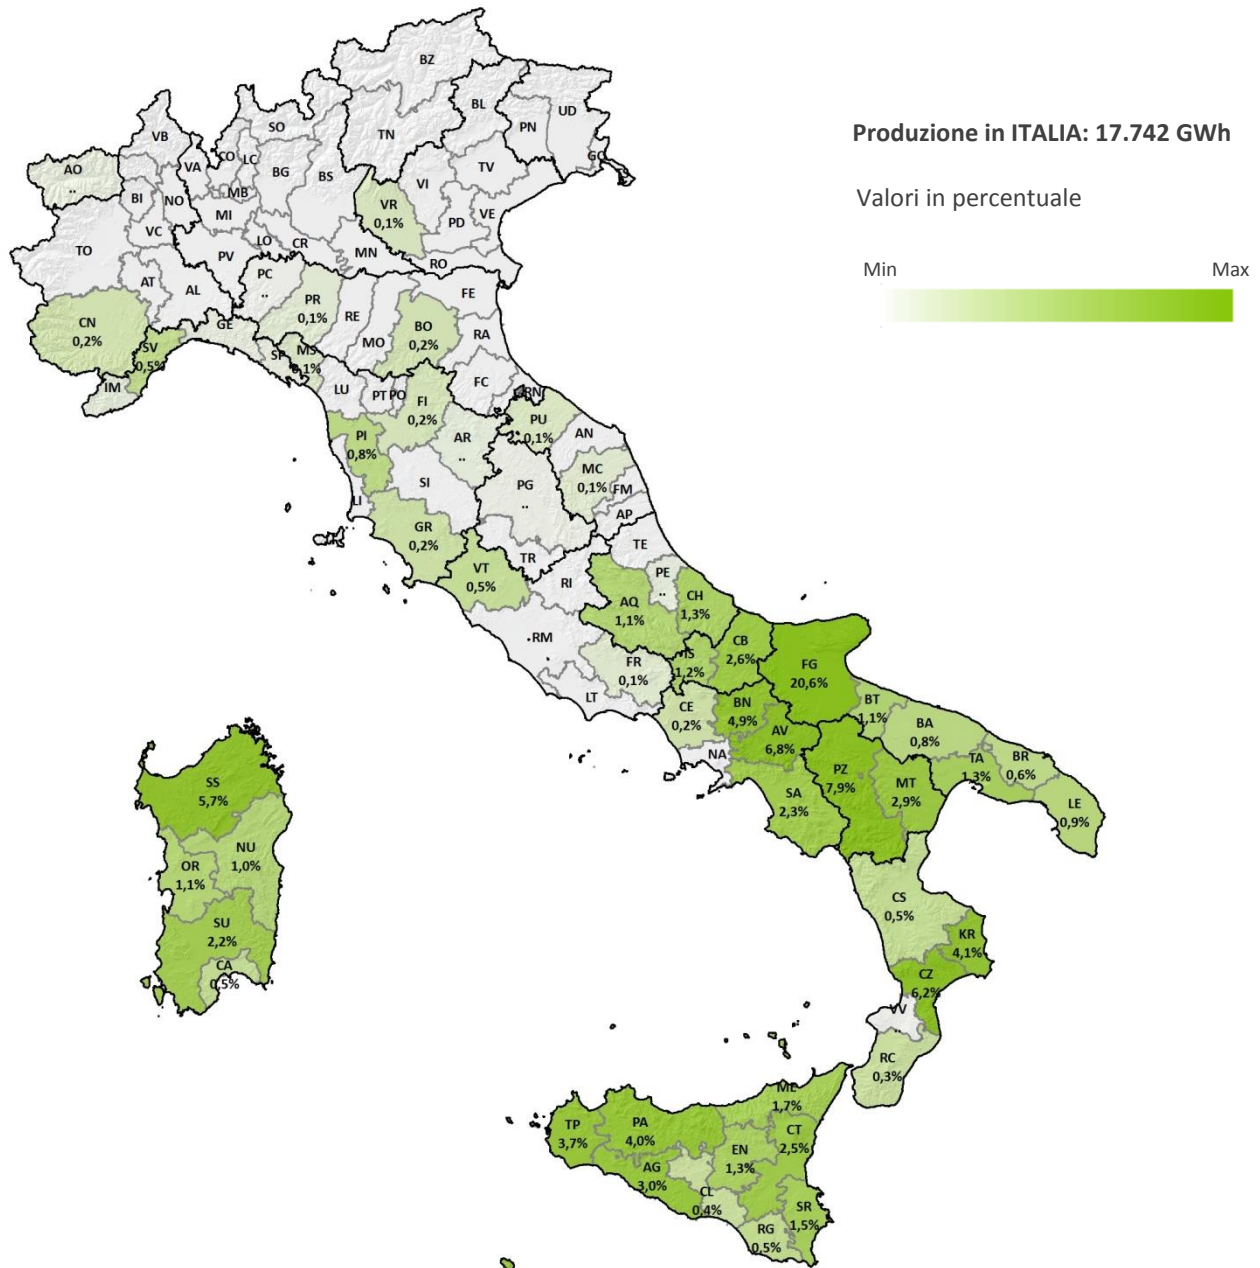 Produzione in ITALIA: 17.742 GWh
Valori in percentuale
Min Max
BZ
BL
UD
PN
TN
SO
VB
GO
AO
..
CO
LC
VA
BG
BS
TV
VI
BI
NO
MB
VR
0,1%
MI
PD
VE
VC
TO
LO
CR
MN
PV
RO
PC
..
AT
AL
FE
PR
0,1%
RE
CN
0,2%
GE
BO
0,2%
RA
MO
SV
0,5%
SP
MS
0,1%
FC
IM
LU
PT
PO
RN
FI
0,2%
PU
0,1%
AN
PI
0,8%
AR
..
MC
0,1%
SI
PG
..
FM
LI
AP
GR
0,2%
TE
TR
VT
0,5%
RI
PE
..
AQ
1,1%
CH
1,3%
RM
CB
2,6%
IS
1,2%
FR
0,1%
FG
20,6%
LT
BT
1,1%
CE
0,2%
BN
4,9%
BA
0,8%
AV
6,8%
NA
BR
0,6%
TA
1,3%
PZ
7,9%
MT
2,9%
SS
5,7%
SA
2,3%
LE
0,9%
NU
1,0%
OR
1,1%
CS
0,5%
SU
2,2%
KR
4,1%
CA
0,5%
CZ
6,2%
VV
..
RC
0,3%
ME
1,7%
TP
3,7%
PA
4,0%
CT
2,5%
EN
1,3%
AG
3,0%
CL
0,4%
SR
1,5%
RG
0,5%